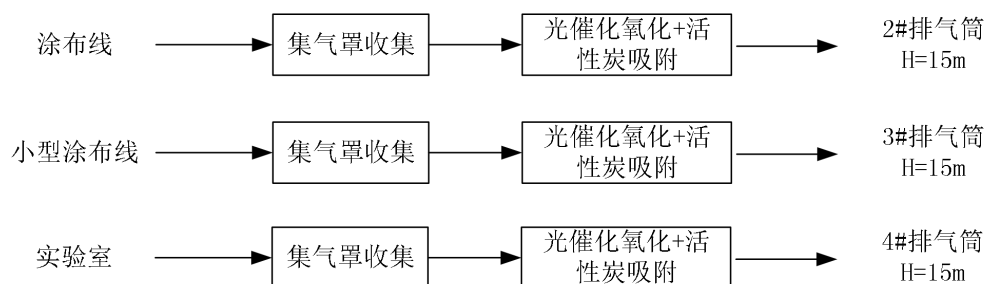 涂布线
集气罩收集
光催化氧化+活
性炭吸附
2#排气筒
H=15m
小型涂布线
集气罩收集
光催化氧化+活
性炭吸附
3#排气筒
H=15m
实验室
集气罩收集
光催化氧化+活
性炭吸附
4#排气筒
H=15m